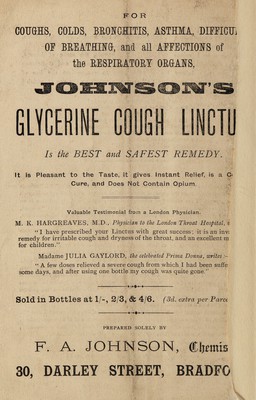 FOR
COUGHS, COLDS, BRONCHITIS, ASTHMA, DIFFICU
OF BREATHING, and all AFFECTIONS of
the RESPIRATORY ORGANS,
JOHNSON'S
GLYCERINE COUGH LINCTU
Is the BEST and SAFEST REMEDY.
It is Pleasant to the Taste, it gives Instant Relief, is a
Cure, and Does Not Contain Opium.
Valuable Testimonial from a London Physician.
M. K. HARGREAVES, M.D., Physician to the London Throat Hospital,
"I have prescribed your Linctus with great success: it is an inv
remedy for irritable cough and dryness of the throat, and an excellent
for children."
Madame JULIA GAYLORD, the celebrated Prima Donna, writes:—
"A few doses relieved a severe cough from which I had been suffe
some days, and after using one bottle my cough was quite gone."
Sold in Bottles at 1/-, 2/3, & 4/6. (3d. extra per Parc
PREPARED SOLELY BY
F. A. JOHNSON, Chemis
30, DARLEY STREET, BRADFO